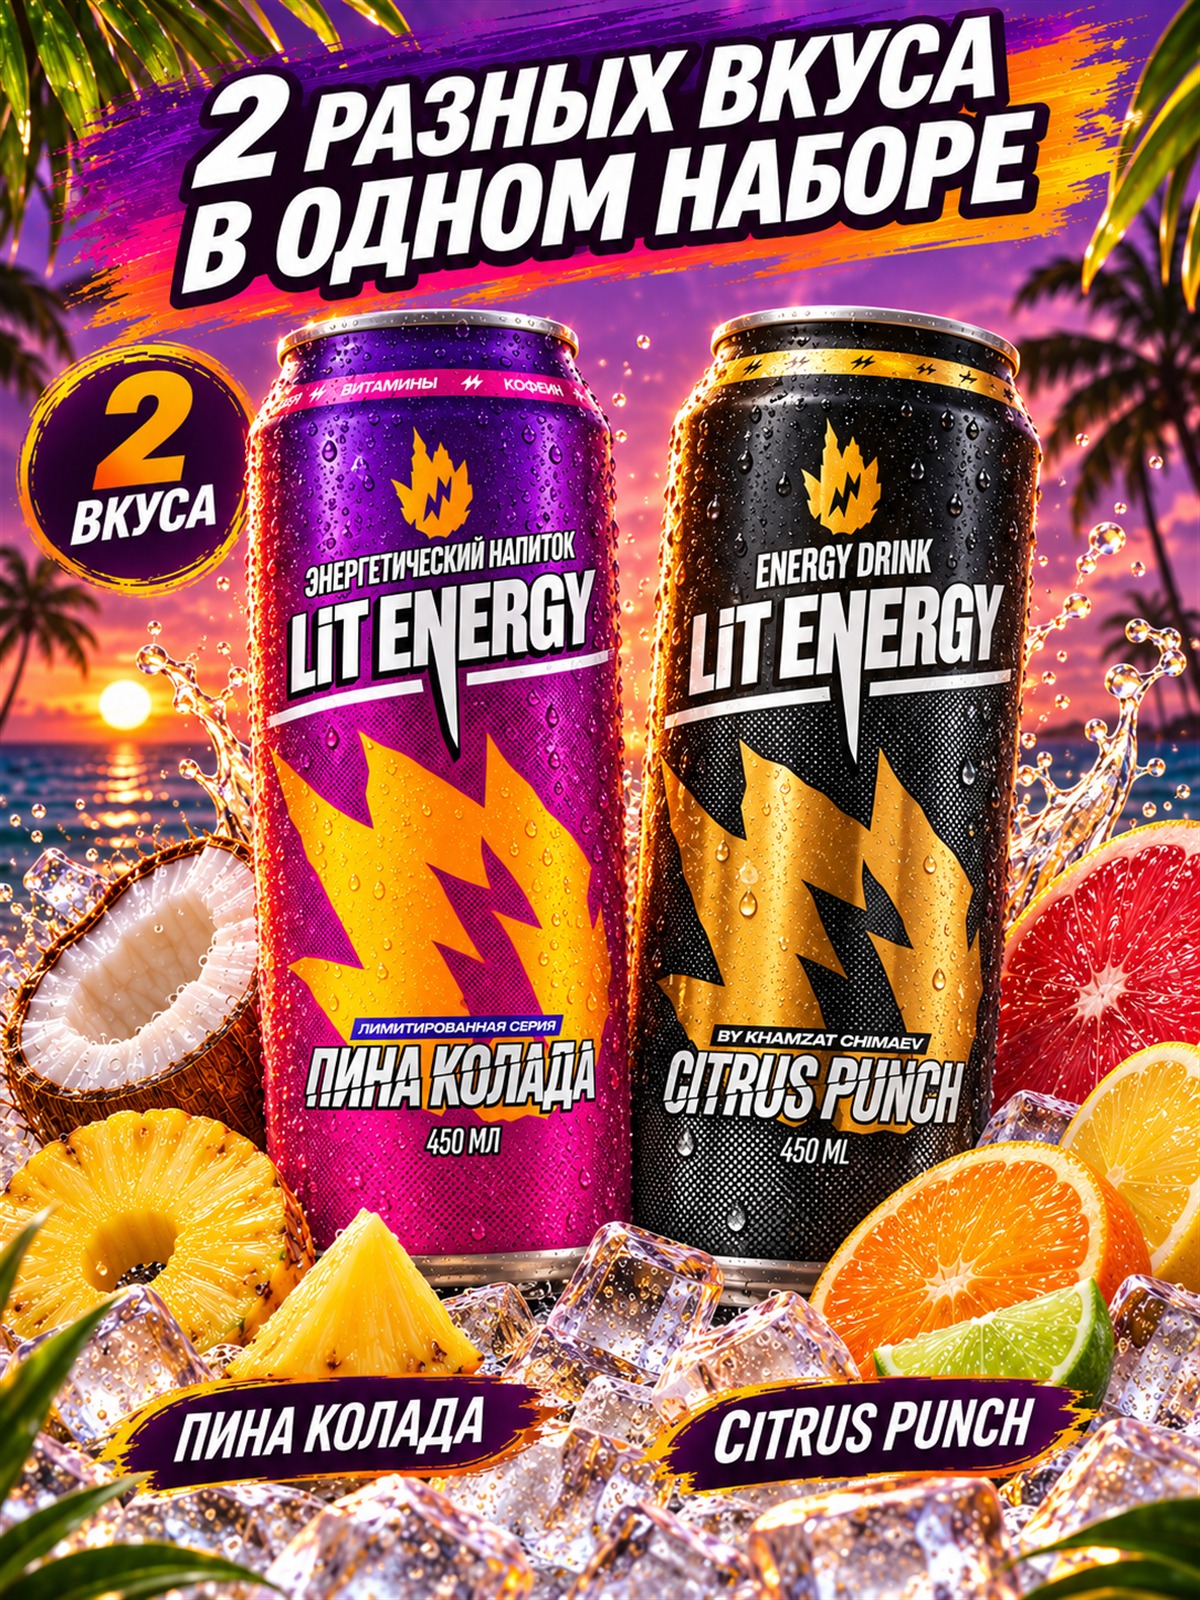 2 РАЗНЫХ ВКУСА
В ОДНОМ НАБОРЕ
2
ВКУСА
ВИТАМИНЫ КОФЕИН
ЭНЕРГЕТИЧЕСКИЙ НАПИТОК
LIT ENERGY
ЛИМИТИРОВАННАЯ СЕРИЯ
ПИНА КОЛАДА
450 МЛ
ENERGY DRINK
LIT ENERGY
BY KHAMZAT CHIMAEV
CITRUS PUNCH
450 ML
ПИНА КОЛАДА
CITRUS PUNCH